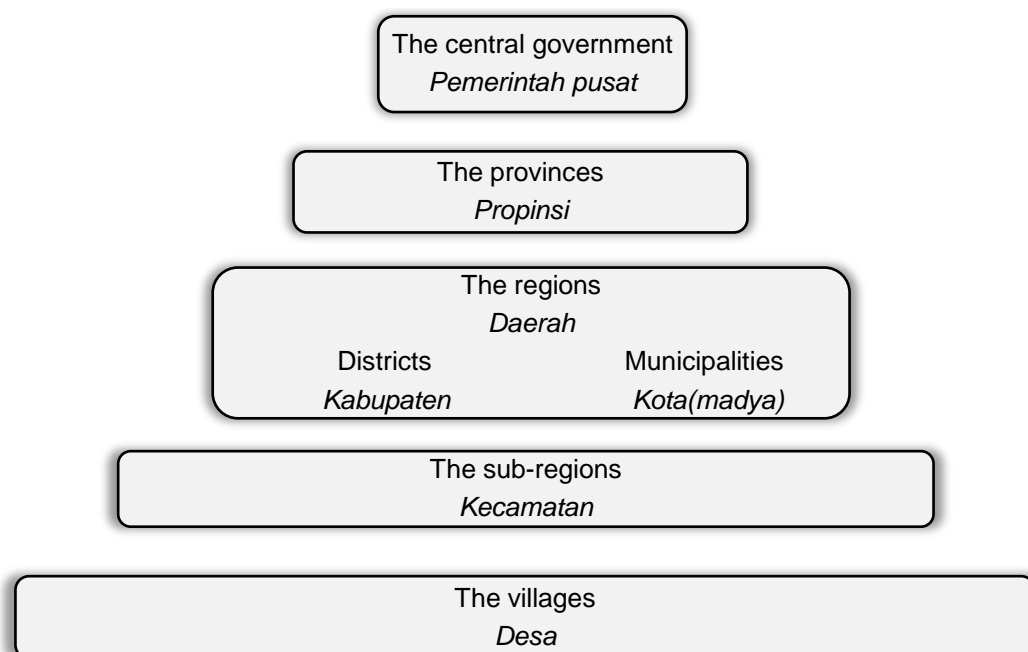 The central government
Pemerintah pusat
The provinces
Propinsi
The regions
Daerah
Districts Municipalities
Kabupaten Kota(madya)
The sub-regions
Kecamatan
The villages
Desa